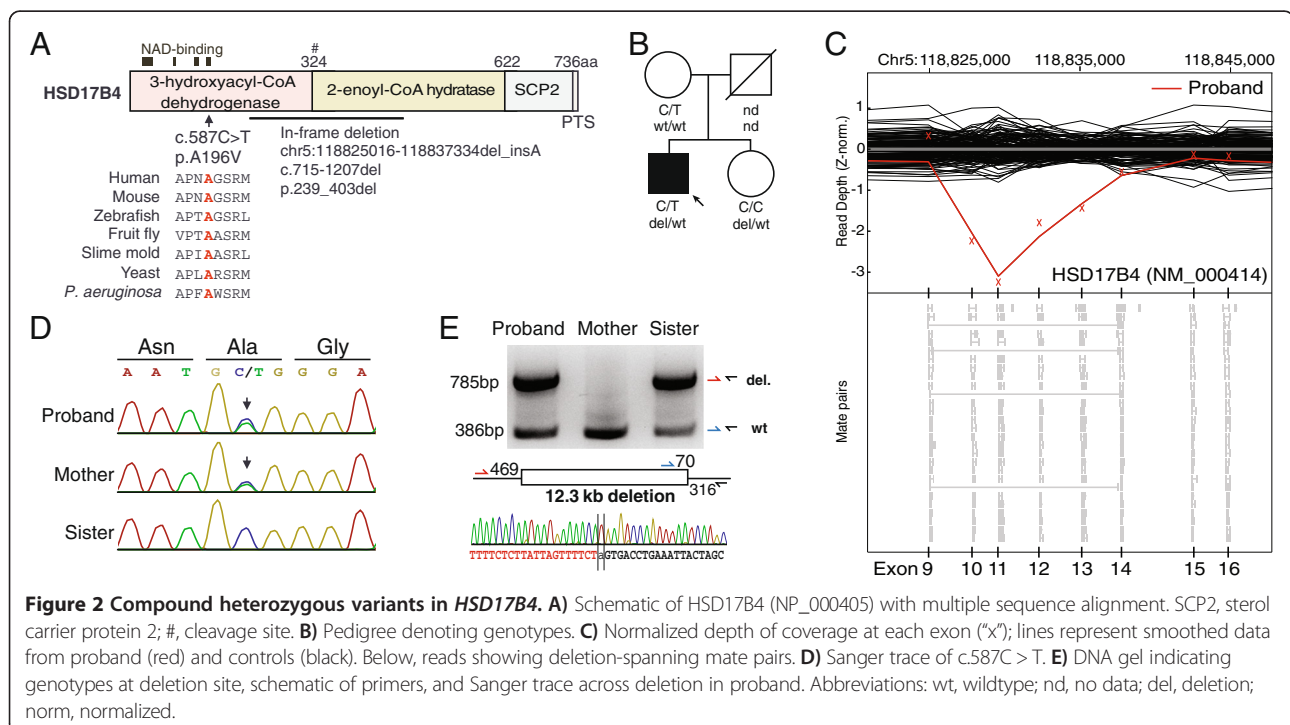 A
NAD-binding
#
324
622
736aa
HSD17B4
3-hydroxyacyl-CoA
dehydrogenase
2-enoyl-CoA hydratase
SCP2
PTS
c.587C>T
p.A196V
In-frame deletion
chr5:118825016-118837334del_insA
c.715-1207del
p.239_403del
Human APNAGSRM
Mouse APNAGSRM
Zebrafish APTAGSRL
Fruit fly VPTAASRM
Slime mold APIAASRL
Yeast APLARSRM
P. aeruginosa APFAWSRM
B
C/T
wt/wt
nd
nd
C/T
del/wt
C/C
del/wt
C
Chr5:118,825,000
118,835,000
118,845,000
Proband
Read Depth (Z-norm.)
1
0
-1
-2
-3
HSD17B4 (NM_000414)
Mate pairs
Exon 9 10 11 12 13 14 15 16
D
Asn Ala Gly
A A T G C/T G G G A
Proband
Mother
Sister
E
Proband Mother Sister
785bp
del.
386bp
wt
469
70
316
12.3 kb deletion
TTTTCTCTTATTAGTTTTCTaGTGACCTGAAATTACTAGC
Figure 2 Compound heterozygous variants in HSD17B4. A) Schematic of HSD17B4 (NP_000405) with multiple sequence alignment. SCP2, sterol
carrier protein 2; #, cleavage site. B) Pedigree denoting genotypes. C) Normalized depth of coverage at each exon (“x”); lines represent smoothed data
from proband (red) and controls (black). Below, reads showing deletion-spanning mate pairs. D) Sanger trace of c.587C > T. E) DNA gel indicating
genotypes at deletion site, schematic of primers, and Sanger trace across deletion in proband. Abbreviations: wt, wildtype; nd, no data; del, deletion;
norm, normalized.